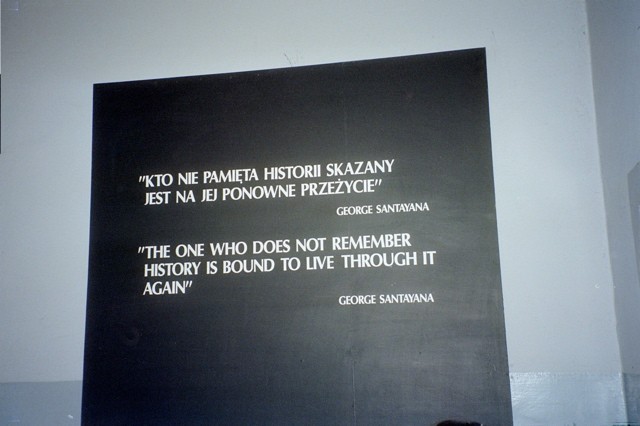 "KTO NIE PAMIĘTA HISTORII SKAZANY
JEST NA JEJ PONOWNE PRZEŻYCIE"
GEORGE SANTAYANA
"THE ONE WHO DOES NOT REMEMBER
HISTORY IS BOUND TO LIVE THROUGH IT
AGAIN"
GEORGE SANTAYANA